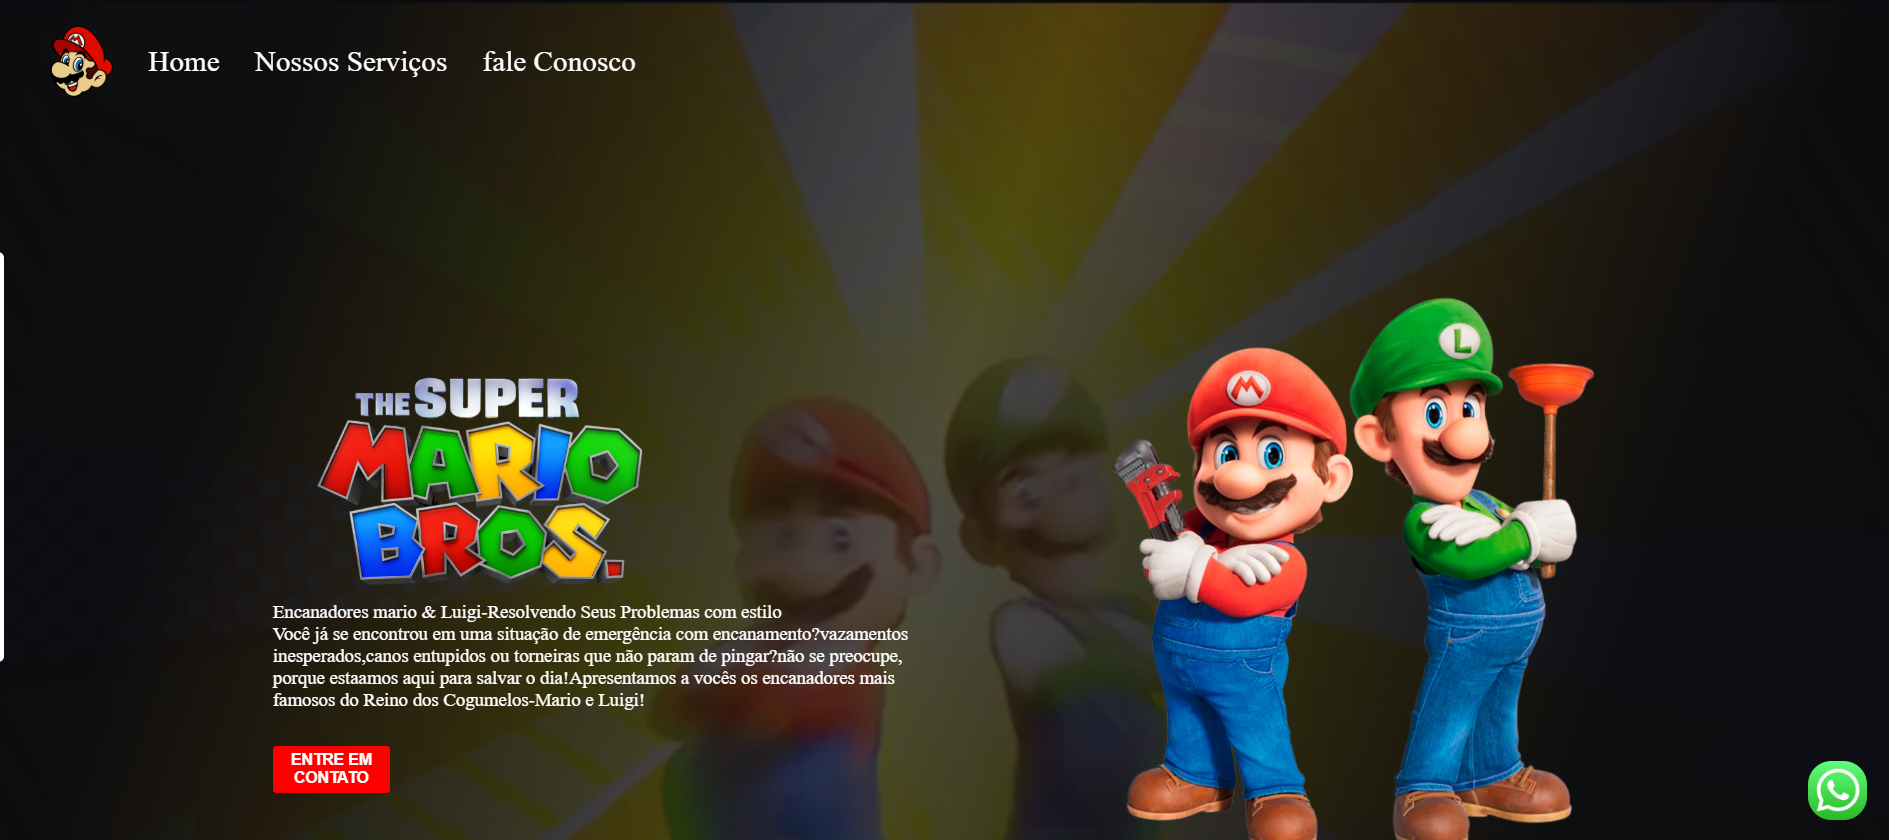 Home Nossos Serviços fale Conosco
THE SUPER
MARIO
BROS.
M
L
Encanadores mario & Luigi-Resolvendo Seus Problemas com estilo
Você já se encontrou em uma situação de emergência com encanamento?vazamentos
inesperados,canos entupidos ou torneiras que não param de pingar?não se preocupe,
porque estaamos aqui para salvar o dia!Apresentamos a vocês os encanadores mais
famosos do Reino dos Cogumelos-Mario e Luigi!
ENTRE EM
CONTATO